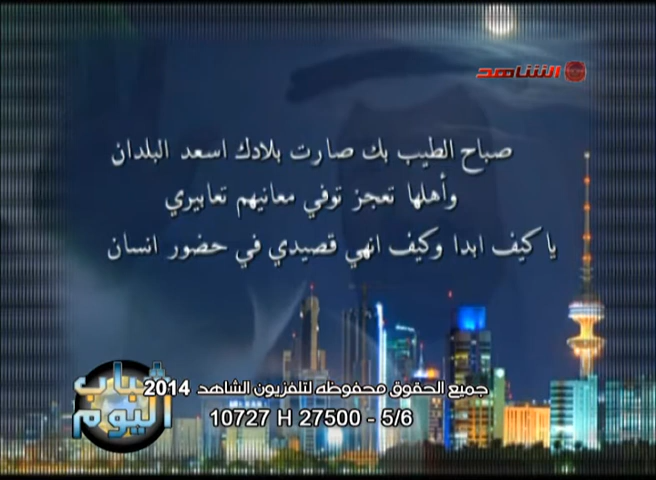 الشاهد
صباح الطيب بك صارت بلادك اسعد البلدان
وأهلها تعجز توفي معانيهم تعابيري
يا كيف ابدا وكيف انهي قصيدي في حضور انسان
شباب
اليوم
جميع الحقوق محفوظه لتلفزيون الشاهد 2014
10727 H 27500 - 5/6